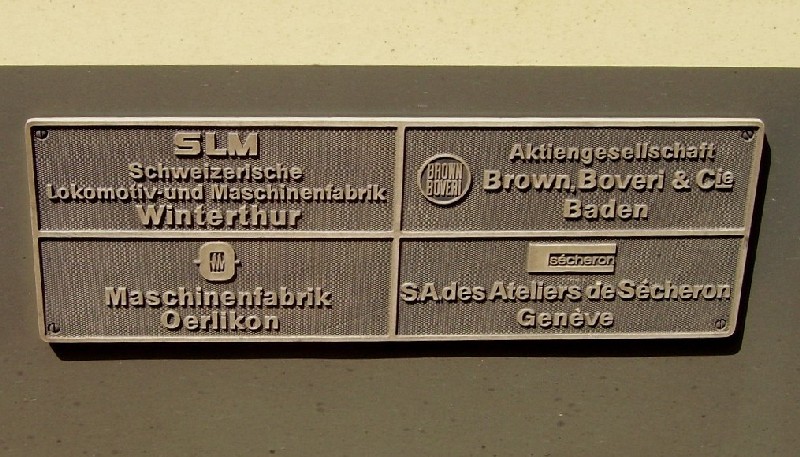 SLM
Schweizerische
Lokomotiv-und Maschinenfabrik
Winterthur
BROWN
BOVERI
Aktiengesellschaft
Brown, Boveri & Cie
Baden
Maschinenfabrik
Oerlikon
sécheron
S.A. des Ateliers de Sécheron
Genève